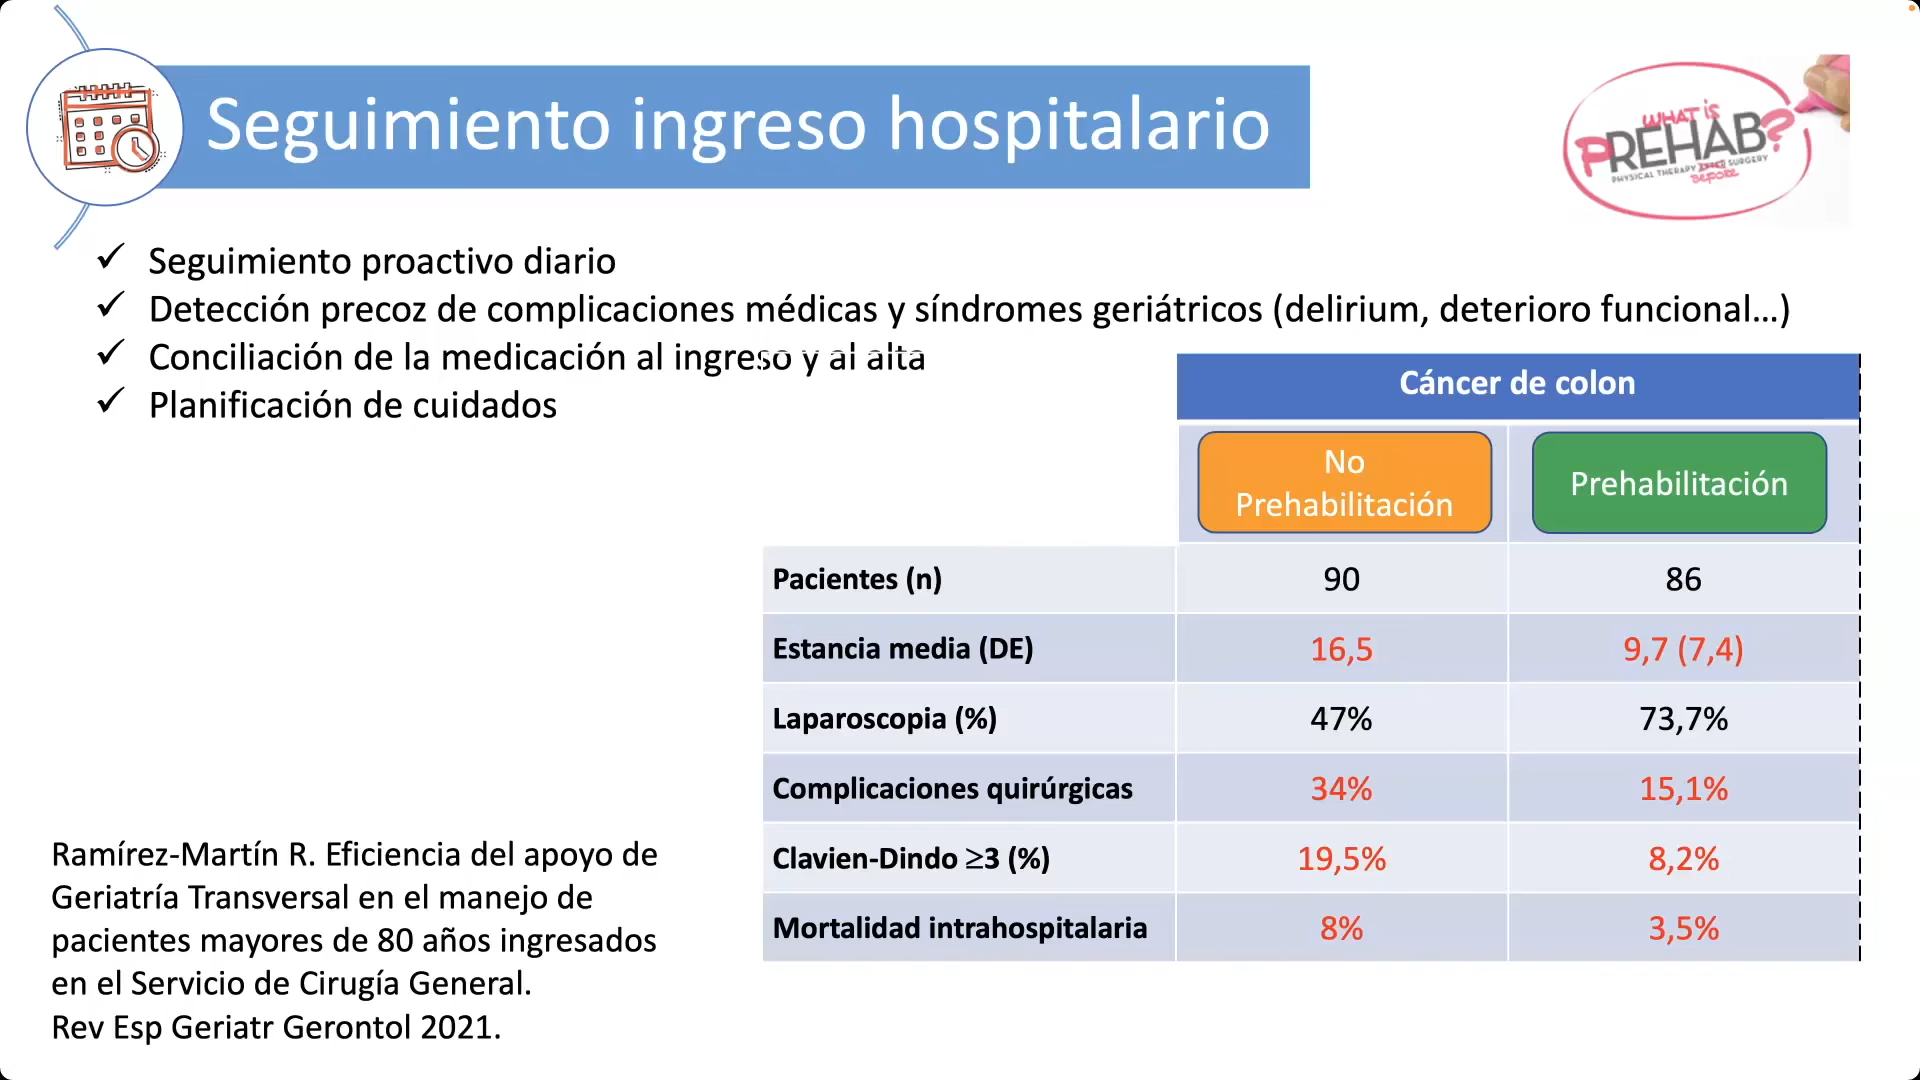 Seguimiento ingreso hospitalario
WHAT iS
PREHAB?
PHYSICAL THERAPY SURGERY
BEFORE
✓ Seguimiento proactivo diario
✓ Detección precoz de complicaciones médicas y síndromes geriátricos (delirium, deterioro funcional...)
✓ Conciliación de la medicación al ingreso y al alta
✓ Planificación de cuidados
Cáncer de colon
No
Prehabilitación
Prehabilitación
Pacientes (n) 90 86
Estancia media (DE) 16,5 9,7 (7,4)
Laparoscopia (%) 47% 73,7%
Complicaciones quirúrgicas 34% 15,1%
Clavien-Dindo ≥3 (%) 19,5% 8,2%
Mortalidad intrahospitalaria 8% 3,5%
Ramírez-Martín R. Eficiencia del apoyo de
Geriatría Transversal en el manejo de
pacientes mayores de 80 años ingresados
en el Servicio de Cirugía General.
Rev Esp Geriatr Gerontol 2021.